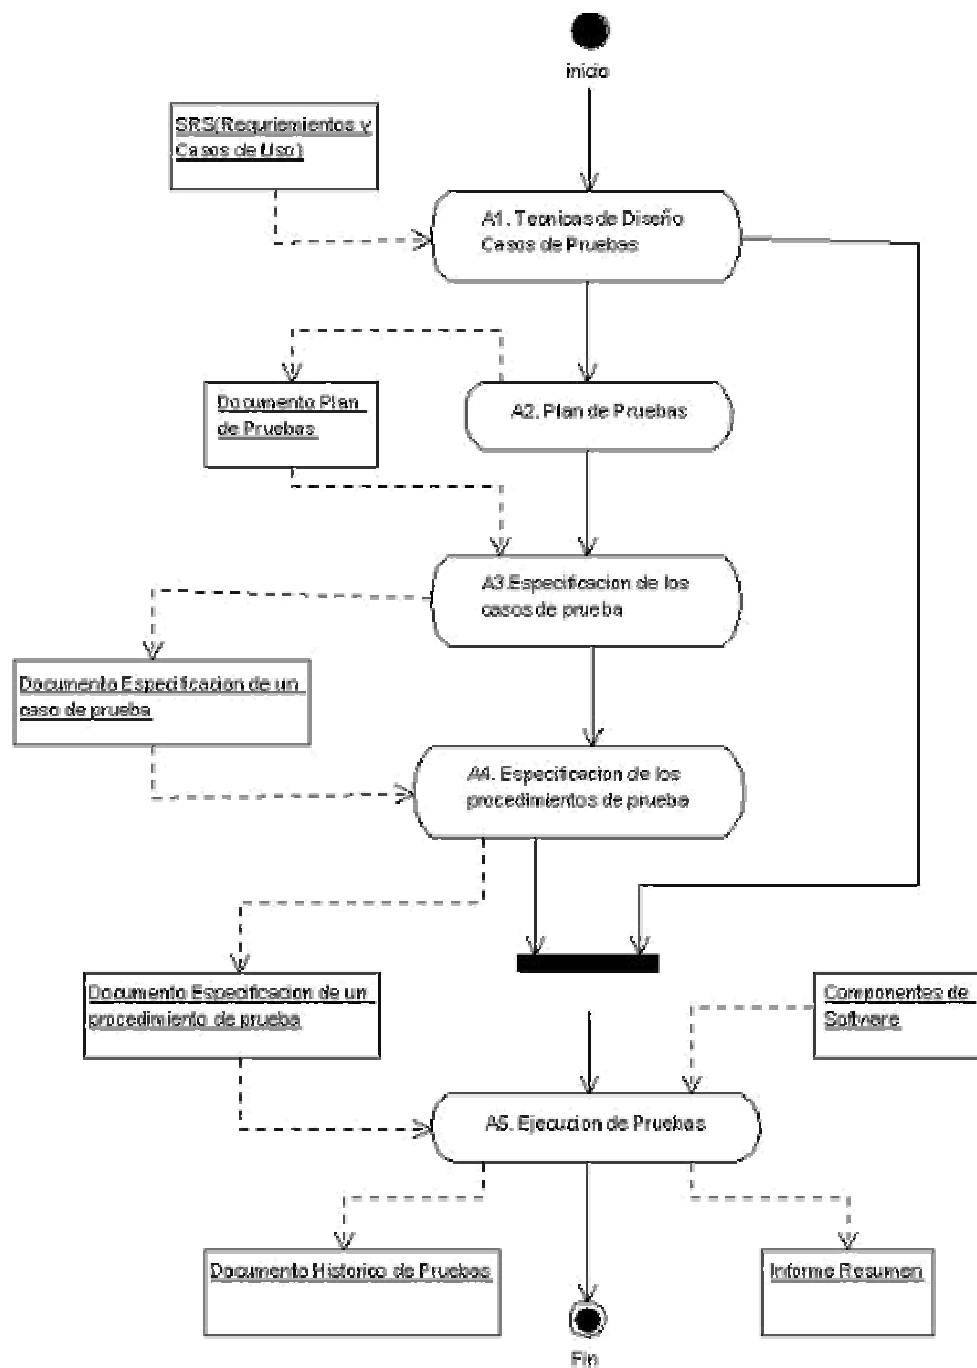 inicio
SRS(Requriemientos y
Casos de Uso)
A1. Tecnicas de Diseño
Casos de Pruebas
Documento Plan
de Pruebas
A2. Plan de Pruebas
A3.Especificacion de los
casos de prueba
Documento Especificacion de un
caso de prueba
A4. Especificacion de los
procedimientos de prueba
Documento Especificacion de un
procedimiento de prueba
Componentes de
Software
A5. Ejecucion de Pruebas
Documento Historico de Pruebas
Informe Resumen
Fin